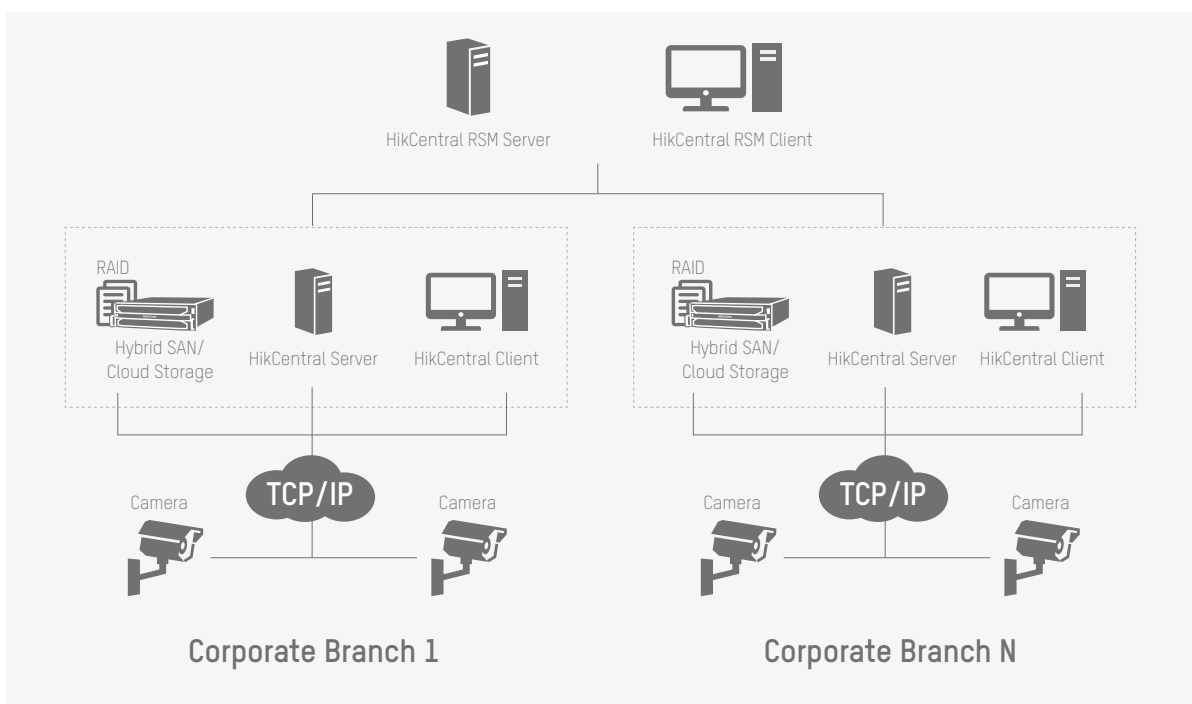 HikCentral RSM Server
HikCentral RSM Client
RAID
Hybrid SAN/
Cloud Storage
HikCentral Server
HikCentral Client
RAID
Hybrid SAN/
Cloud Storage
HikCentral Server
HikCentral Client
TCP/IP
Camera
Camera
TCP/IP
Camera
Camera
Corporate Branch 1
Corporate Branch N